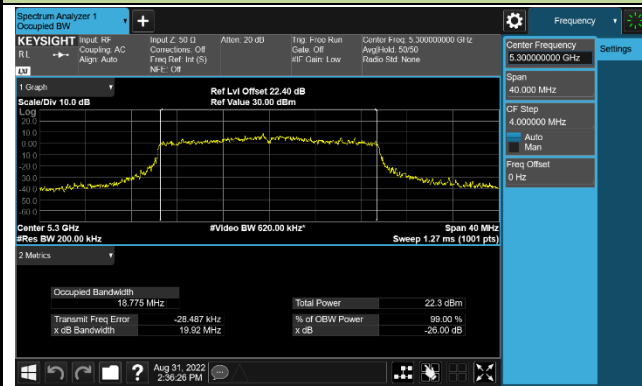 Spectrum Analyzer 1
Occupied BW
+
Frequency
KEYSIGHT
RL
LXI
Input: RF
Coupling: AC
Align: Auto
Input Z: 50 Ω
Corrections: Off
Freq Ref: Int (S)
NFE: Off
Atten: 20 dB
Trig: Free Run
Gate: Off
#IF Gain: Low
Center Freq: 5.300000000 GHz
Avg|Hold: 50/50
Radio Std: None
Center Frequency
5.300000000 GHz
Settings
Span
40.000 MHz
CF Step
4.000000 MHz
Auto
Man
Freq Offset
0 Hz
1 Graph
Scale/Div 10.0 dB
Ref Lvl Offset 22.40 dB
Ref Value 30.00 dBm
Log
20.0
10.0
0.00
-10.0
-20.0
-30.0
-40.0
-50.0
-60.0
Center 5.3 GHz
#Res BW 200.00 kHz
#Video BW 620.00 kHz*
Span 40 MHz
Sweep 1.27 ms (1001 pts)
2 Metrics
Occupied Bandwidth
18.775 MHz
Total Power 22.3 dBm
Transmit Freq Error -28.487 kHz
% of OBW Power 99.00 %
x dB Bandwidth 19.92 MHz
x dB -26.00 dB
?
Aug 31, 2022
2:36:26 PM